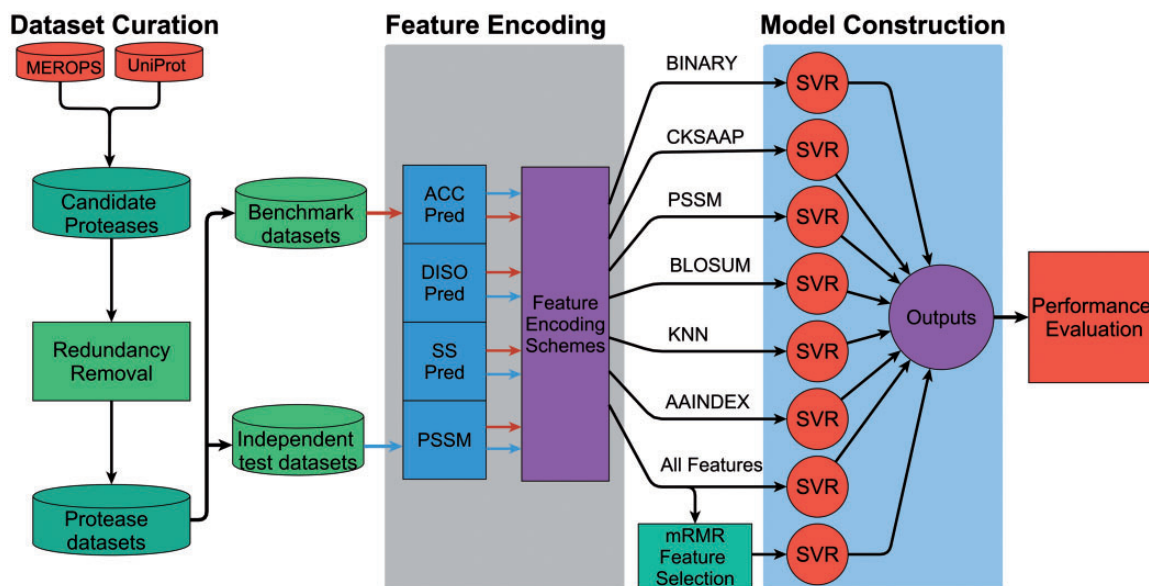 Dataset Curation
MEROPS
UniProt
Candidate
Proteases
Redundancy
Removal
Protease
datasets
Benchmark
datasets
Independent
test datasets
Feature Encoding
ACC
Pred
DISO
Pred
SS
Pred
PSSM
Feature
Encoding
Schemes
BINARY
CKSAAP
PSSM
BLOSUM
KNN
AAINDEX
All Features
mRMR
Feature
Selection
Model Construction
SVR
SVR
SVR
SVR
SVR
SVR
SVR
SVR
Outputs
Performance
Evaluation